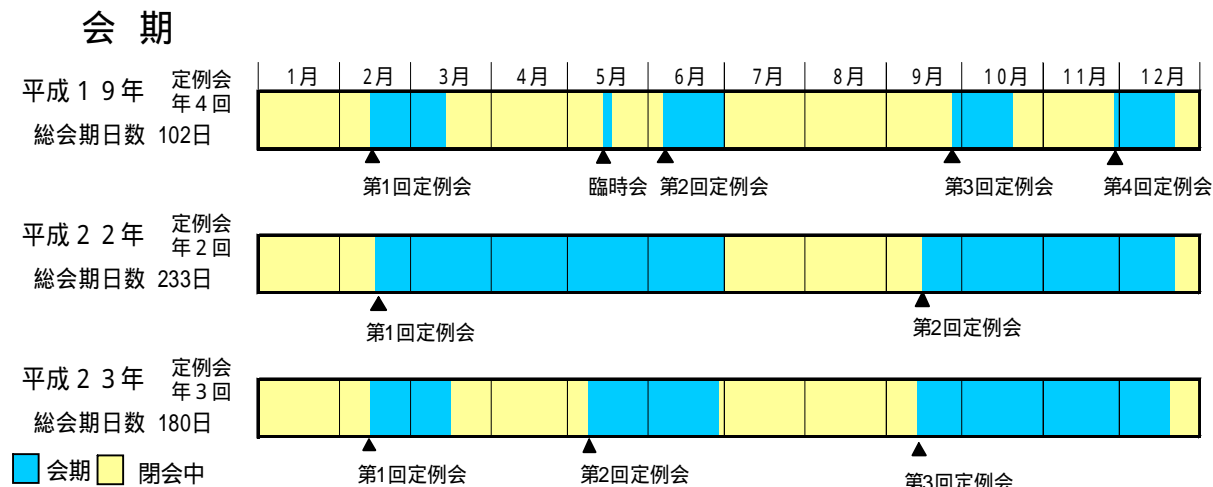 会 期
1月 2月 3月 4月 5月 6月 7月 8月 9月 10月 11月 12月
平成19年 定例会
年4回
総会期日数 102日
▲ ▲ ▲ ▲ ▲
第1回定例会 臨時会 第2回定例会 第3回定例会 第4回定例会
平成22年 定例会
年2回
総会期日数 233日
▲ ▲
第1回定例会 第2回定例会
平成23年 定例会
年3回
総会期日数 180日
▲ ▲ ▲
第1回定例会 第2回定例会 第3回定例会
会期 閉会中